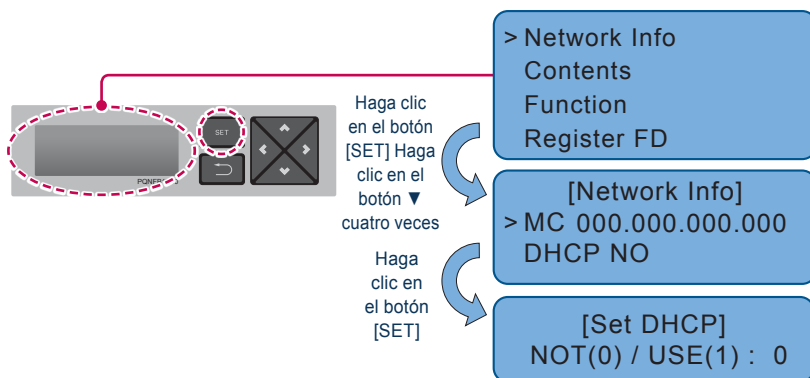 > Network Info
Contents
Function
Register FD
Haga clic
en el botón
[SET] Haga
clic en el
botón ▼
cuatro veces
SET
[Network Info]
> MC 000.000.000.000
DHCP NO
Haga
clic en
el botón
[SET]
[Set DHCP]
NOT(0) / USE(1) : 0